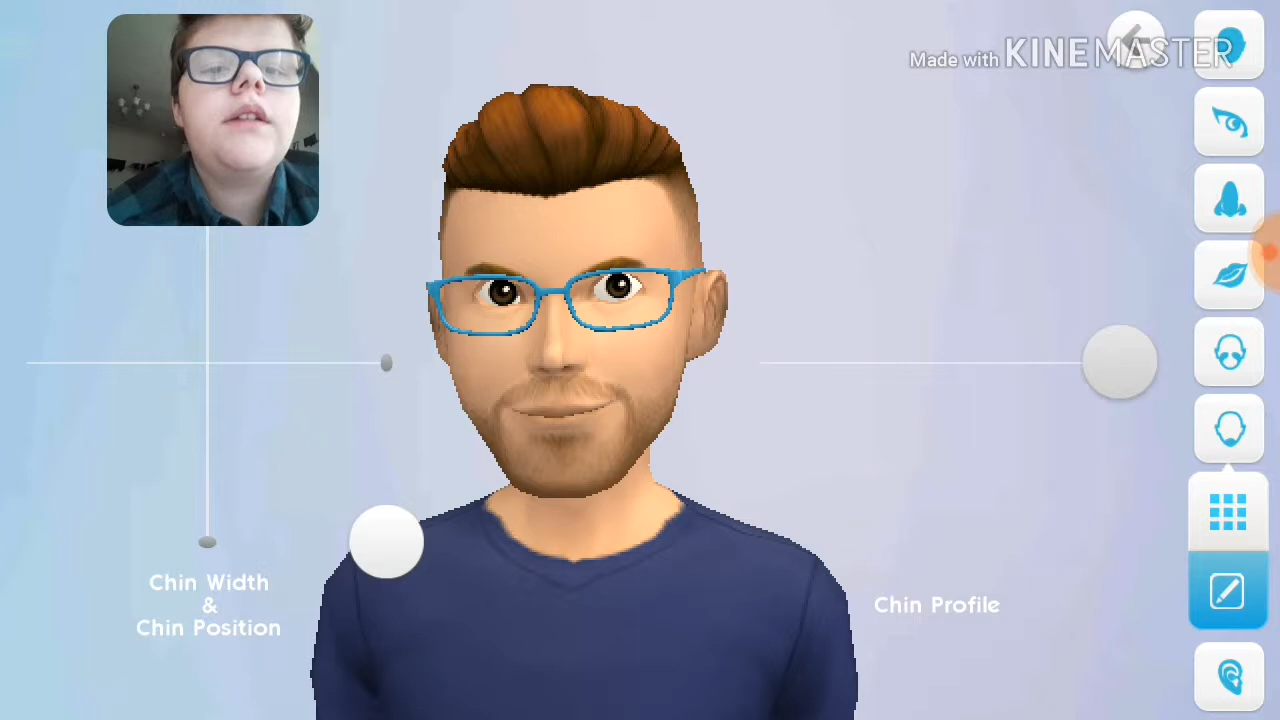 Made with KINEMASTER
Chin Width
&
Chin Position
Chin Profile